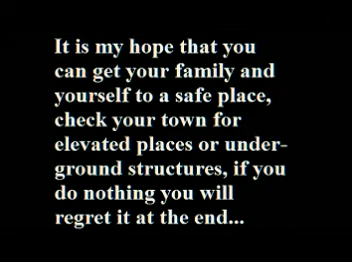 It is my hope that you
can get your family and
yourself to a safe place,
check your town for
elevated places or under-
ground structures, if you
do nothing you will
regret it at the end...